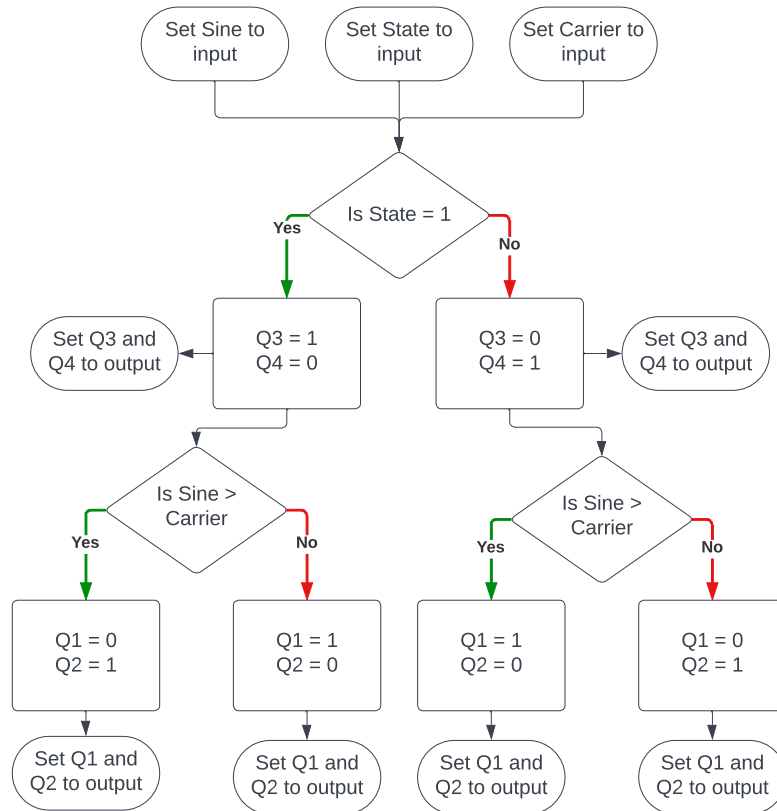 Set Sine to
input
Set State to
input
Set Carrier to
input
Is State = 1
Yes
No
Set Q3 and
Q4 to output
Q3 = 1
Q4 = 0
Q3 = 0
Q4 = 1
Set Q3 and
Q4 to output
Is Sine >
Carrier
Is Sine >
Carrier
Yes
No
Yes
No
Q1 = 0
Q2 = 1
Q1 = 1
Q2 = 0
Q1 = 1
Q2 = 0
Q1 = 0
Q2 = 1
Set Q1 and
Q2 to output
Set Q1 and
Q2 to output
Set Q1 and
Q2 to output
Set Q1 and
Q2 to output